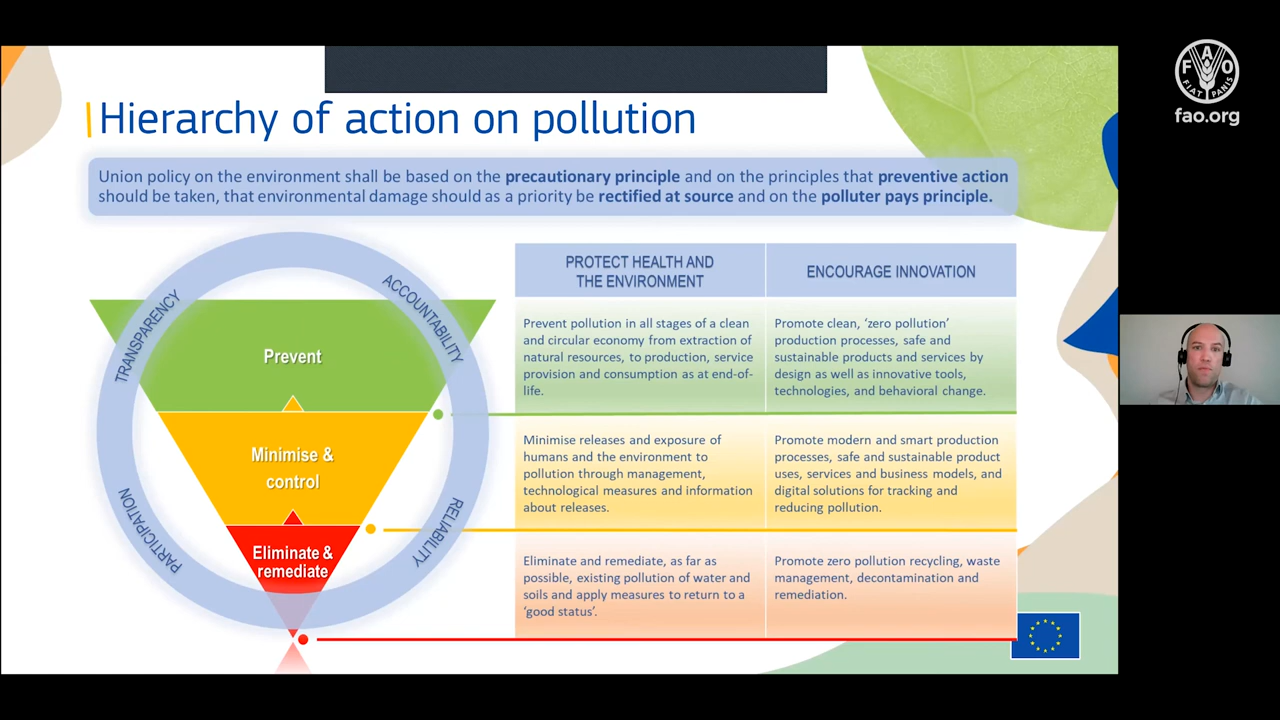 Hierarchy of action on pollution
Union policy on the environment shall be based on the precautionary principle and on the principles that preventive action
should be taken, that environmental damage should as a priority be rectified at source and on the polluter pays principle.
TRANSPARENCY
ACCOUNTABILITY
PARTICIPATION
RELIABILITY
Prevent
Minimise &
control
Eliminate &
remediate
PROTECT HEALTH AND
THE ENVIRONMENT
ENCOURAGE INNOVATION
Prevent pollution in all stages of a clean
and circular economy from extraction of
natural resources, to production, service
provision and consumption as at end-of-
life.
Promote clean, ‘zero pollution’
production processes, safe and
sustainable products and services by
design as well as innovative tools,
technologies, and behavioral change.
Minimise releases and exposure of
humans and the environment to
pollution through management,
technological measures and information
about releases.
Promote modern and smart production
processes, safe and sustainable product
uses, services and business models, and
digital solutions for tracking and
reducing pollution.
Eliminate and remediate, as far as
possible, existing pollution of water and
soils and apply measures to return to a
‘good status’.
Promote zero pollution recycling, waste
management, decontamination and
remediation.
F A O
FIAT PANIS
fao.org